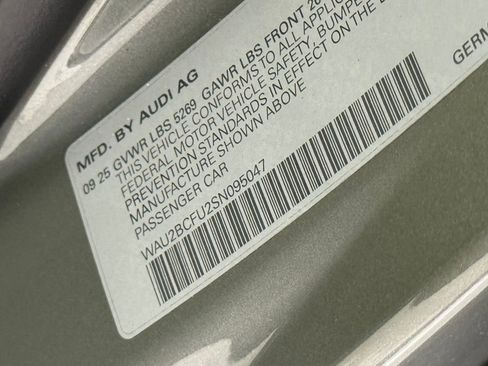 MFD. BY AUDI AG
09 25 GVWR LBS 5269 GAWR LBS FRONT
GERM
THIS VEHICLE CONFORMS TO ALL
FEDERAL MOTOR VEHICLE SAFETY, BUMPE
PREVENTION STANDARDS IN EFFECT ON THE
MANUFACTURE SHOWN ABOVE
PASSENGER CAR
WAU2BCFU2SN095047